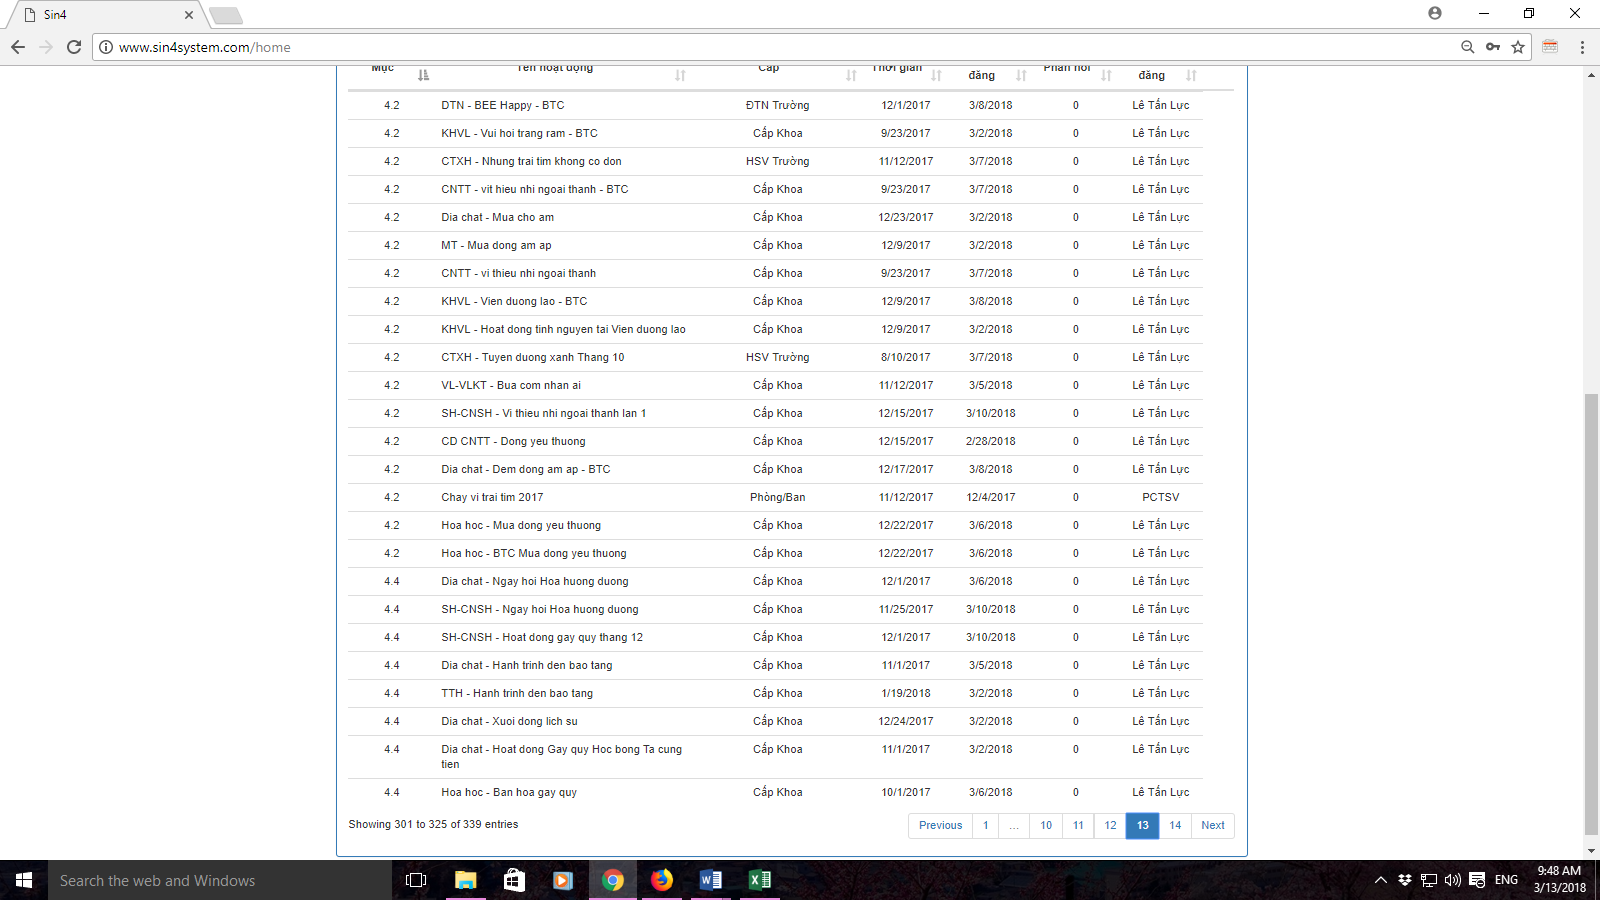 Sin4
www.sin4system.com/home
Mục Tên hoạt động Cấp Thời gian đăng Phản hồi đăng
4.2 DTN - BEE Happy - BTC ĐTN Trường 12/1/2017 3/8/2018 0 Lê Tấn Lực
4.2 KHVL - Vui hoi trang ram - BTC Cấp Khoa 9/23/2017 3/2/2018 0 Lê Tấn Lực
4.2 CTXH - Nhung trai tim khong co don HSV Trường 11/12/2017 3/7/2018 0 Lê Tấn Lực
4.2 CNTT - vit hieu nhi ngoai thanh - BTC Cấp Khoa 9/23/2017 3/7/2018 0 Lê Tấn Lực
4.2 Dia chat - Mua cho am Cấp Khoa 12/23/2017 3/2/2018 0 Lê Tấn Lực
4.2 MT - Mua dong am ap Cấp Khoa 12/9/2017 3/2/2018 0 Lê Tấn Lực
4.2 CNTT - vi thieu nhi ngoai thanh Cấp Khoa 9/23/2017 3/7/2018 0 Lê Tấn Lực
4.2 KHVL - Vien duong lao - BTC Cấp Khoa 12/9/2017 3/8/2018 0 Lê Tấn Lực
4.2 KHVL - Hoat dong tinh nguyen tai Vien duong lao Cấp Khoa 12/9/2017 3/2/2018 0 Lê Tấn Lực
4.2 CTXH - Tuyen duong xanh Thang 10 HSV Trường 8/10/2017 3/7/2018 0 Lê Tấn Lực
4.2 VL-VLKT - Bua com nhan ai Cấp Khoa 11/12/2017 3/5/2018 0 Lê Tấn Lực
4.2 SH-CNSH - Vi thieu nhi ngoai thanh lan 1 Cấp Khoa 12/15/2017 3/10/2018 0 Lê Tấn Lực
4.2 CD CNTT - Dong yeu thuong Cấp Khoa 12/15/2017 2/28/2018 0 Lê Tấn Lực
4.2 Dia chat - Dem dong am ap - BTC Cấp Khoa 12/17/2017 3/8/2018 0 Lê Tấn Lực
4.2 Chay vi trai tim 2017 Phòng/Ban 11/12/2017 12/4/2017 0 PCTSV
4.2 Hoa hoc - Mua dong yeu thuong Cấp Khoa 12/22/2017 3/6/2018 0 Lê Tấn Lực
4.2 Hoa hoc - BTC Mua dong yeu thuong Cấp Khoa 12/22/2017 3/6/2018 0 Lê Tấn Lực
4.4 Dia chat - Ngay hoi Hoa huong duong Cấp Khoa 12/1/2017 3/6/2018 0 Lê Tấn Lực
4.4 SH-CNSH - Ngay hoi Hoa huong duong Cấp Khoa 11/25/2017 3/10/2018 0 Lê Tấn Lực
4.4 SH-CNSH - Hoat dong gay quy thang 12 Cấp Khoa 12/1/2017 3/10/2018 0 Lê Tấn Lực
4.4 Dia chat - Hanh trinh den bao tang Cấp Khoa 11/1/2017 3/5/2018 0 Lê Tấn Lực
4.4 TTH - Hanh trinh den bao tang Cấp Khoa 1/19/2018 3/2/2018 0 Lê Tấn Lực
4.4 Dia chat - Xuoi dong lich su Cấp Khoa 12/24/2017 3/2/2018 0 Lê Tấn Lực
4.4 Dia chat - Hoat dong Gay quy Hoc bong Ta cung Cấp Khoa 11/1/2017 3/2/2018 0 Lê Tấn Lực
tien
4.4 Hoa hoc - Ban hoa gay quy Cấp Khoa 10/1/2017 3/6/2018 0 Lê Tấn Lực
Showing 301 to 325 of 339 entries Previous 1 ... 10 11 12 13 14 Next
Search the web and Windows ENG 9:48 AM
3/13/2018